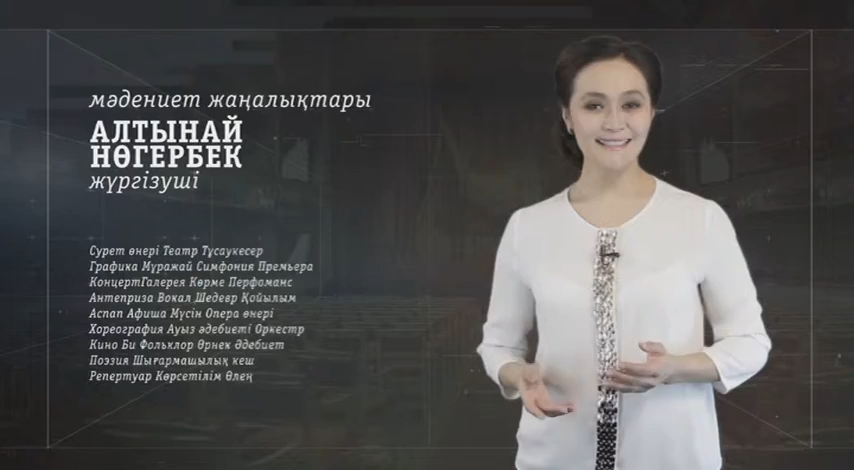 мәдениет жаңалықтары
АЛТЫНАЙ
НӨГЕРБЕК
жүргізуші
Сурет өнері Театр Тұсаукесер
Графика Мұражай Симфония Премьера
КонцертГалерея Көрме Перфоманс
Антеприза Вокал Шедевр Қойылым
Аспап Афиша Мүсін Опера өнері
Хореография Ауыз әдебиеті Оркестр
Кино Би Фольклор Өрнек Әдебиет
Поэзия Шығармашылық кеш
Репертуар Көрсетілім Өлең